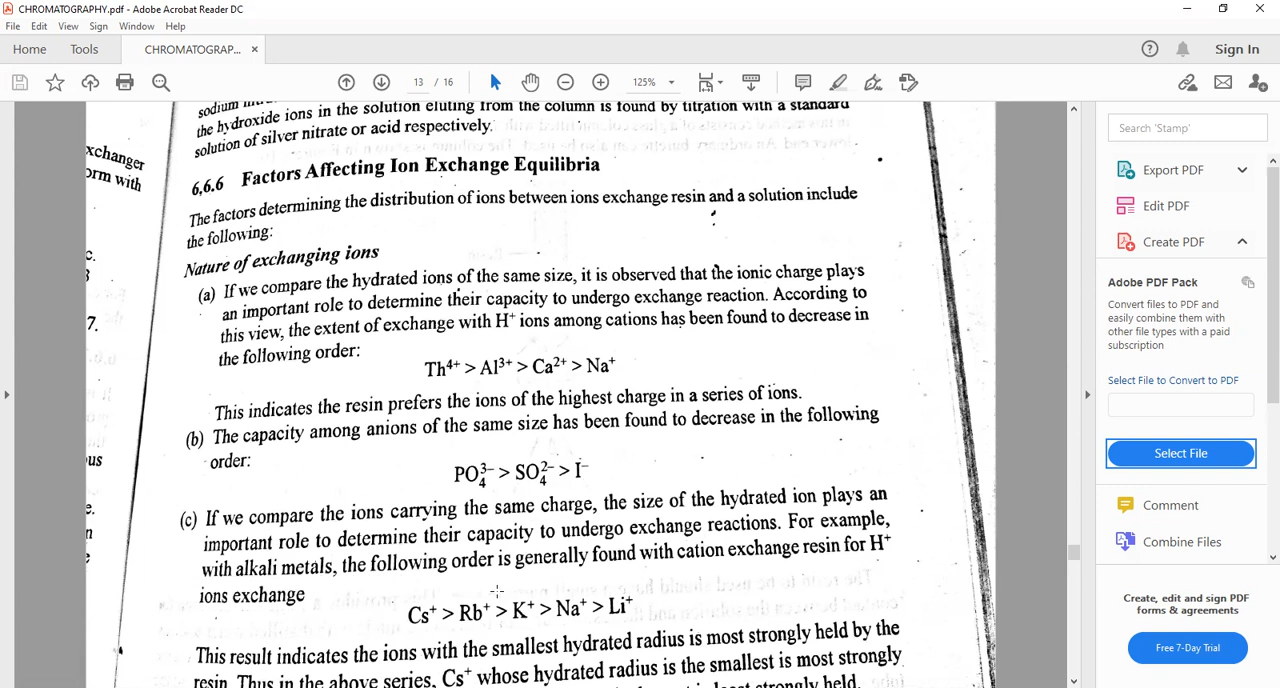 CHROMATOGRAPHY.pdf - Adobe Acrobat Reader DC
File Edit View Sign Window Help
Home Tools CHROMATOGRAP... ×
Sign In
13 / 16 125%
the hydroxide ions in the solution eluting from the column is found by titration with a standard
solution of silver nitrate or acid respectively.
xchanger
orm with
6,6.6 Factors Affecting Ion Exchange Equilibria
The factors determining the distribution of ions between ions exchange resin and a solution include
the following:
Nature of exchanging ions
c.
7.
(a) If we compare the hydrated ions of the same size, it is observed that the ionic charge plays
an important role to determine their capacity to undergo exchange reaction. According to
this view, the extent of exchange with H⁺ ions among cations has been found to decrease in
the following order:
Th⁴⁺ > Al³⁺ > Ca²⁺ > Na⁺
This indicates the resin prefers the ions of the highest charge in a series of ions.
(b) The capacity among anions of the same size has been found to decrease in the following
order:
us
PO₄³⁻ > SO₄²⁻ > I⁻
e.
n
e
(c) If we compare the ions carrying the same charge, the size of the hydrated ion plays an
important role to determine their capacity to undergo exchange reactions. For example,
with alkali metals, the following order is generally found with cation exchange resin for H⁺
ions exchange
Cs⁺ > Rb⁺ > K⁺ > Na⁺ > Li⁺
This result indicates the ions with the smallest hydrated radius is most strongly held by the
resin. Thus in the above series, Cs⁺ whose hydrated radius is the smallest is most strongly
Search 'Stamp'
Export PDF
Edit PDF
Create PDF
Adobe PDF Pack
Convert files to PDF and
easily combine them with
other file types with a paid
subscription
Select File to Convert to PDF
Select File
Comment
Combine Files
Create, edit and sign PDF
forms & agreements
Free 7-Day Trial